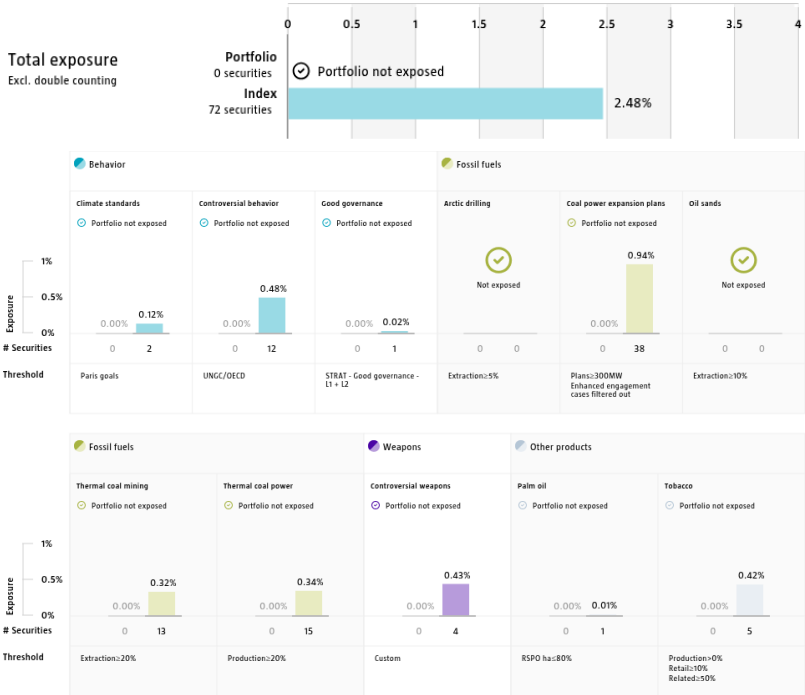 0 0.5 1 1.5 2 2.5 3 3.5 4
Total exposure
Excl. double counting
Portfolio
0 securities
Portfolio not exposed
Index
72 securities
2.48%
Behavior
Fossil fuels
Climate standards
Controversial behavior
Good governance
Arctic drilling
Coal power expansion plans
Oil sands
Portfolio not exposed
Portfolio not exposed
Portfolio not exposed
Portfolio not exposed
Not exposed
Not exposed
Exposure
1%
0.5%
0%
0.00% 0.12%
0.00% 0.48%
0.00% 0.02%
0.00% 0.94%
# Securities
0 2
0 12
0 1
0 0
0 38
0 0
Threshold
Paris goals
UNGC/OECD
STRAT - Good governance -
L1 + L2
Extraction≥5%
Plans≥300MW
Enhanced engagement
cases filtered out
Extraction≥10%
Fossil fuels
Weapons
Other products
Thermal coal mining
Thermal coal power
Controversial weapons
Palm oil
Tobacco
Portfolio not exposed
Portfolio not exposed
Portfolio not exposed
Portfolio not exposed
Portfolio not exposed
Exposure
1%
0.5%
0%
0.00% 0.32%
0.00% 0.34%
0.00% 0.43%
0.00% 0.01%
0.00% 0.42%
# Securities
0 13
0 15
0 4
0 1
0 5
Threshold
Extraction≥20%
Production≥20%
Custom
RSPO ha≤80%
Production>0%
Retail≥10%
Related≥50%